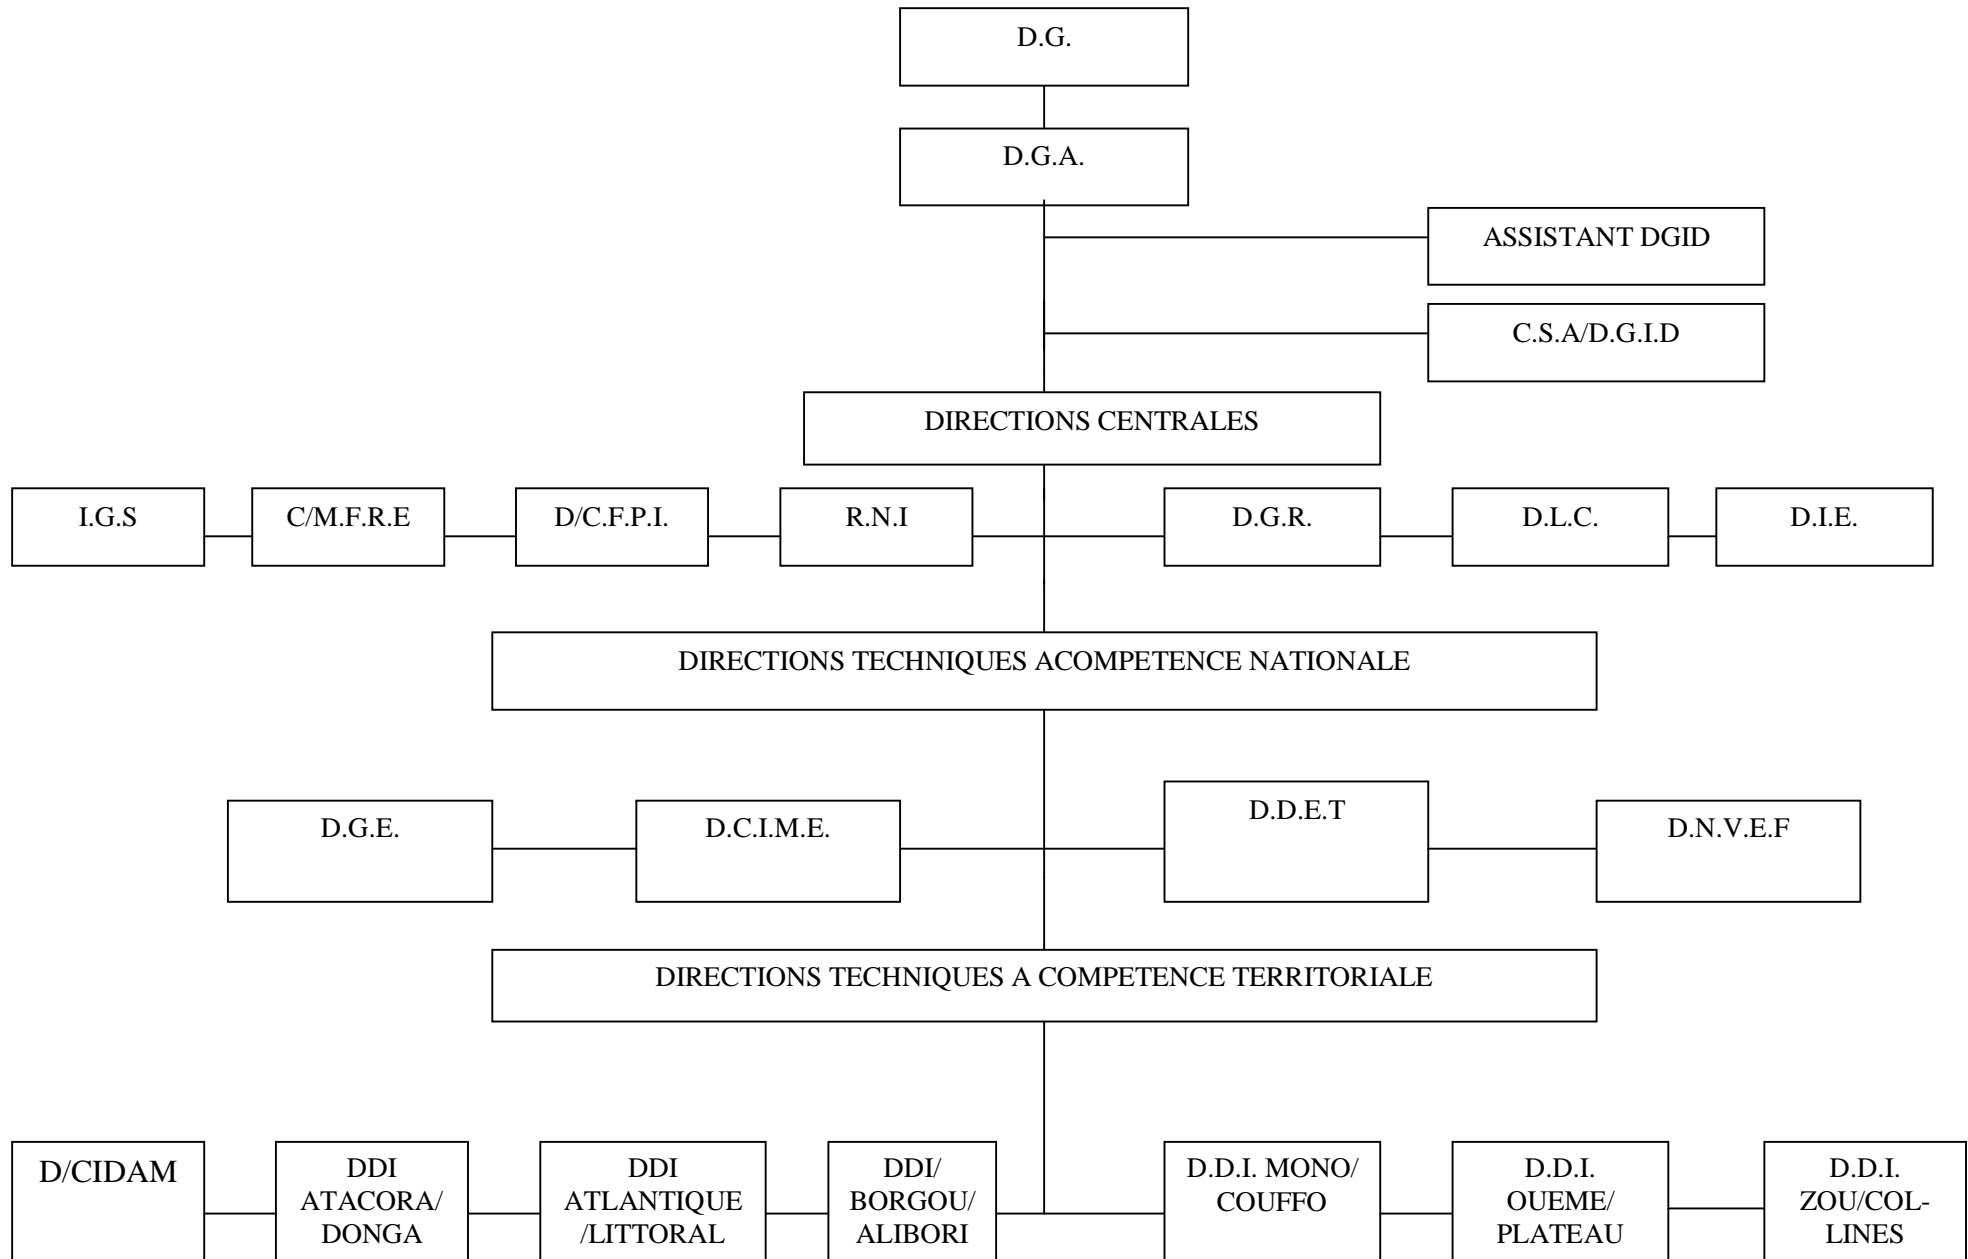 D.G.
D.G.A.
ASSISTANT DGID
C.S.A/D.G.I.D
DIRECTIONS CENTRALES
I.G.S
C/M.F.R.E
D/C.F.P.I.
R.N.I
D.G.R.
D.L.C.
D.I.E.
DIRECTIONS TECHNIQUES ACOMPETENCE NATIONALE
D.G.E.
D.C.I.M.E.
D.D.E.T
D.N.V.E.F
DIRECTIONS TECHNIQUES A COMPETENCE TERRITORIALE
D/CIDAM
DDI
ATACORA/
DONGA
DDI
ATLANTIQUE
/LITTORAL
DDI/
BORGOU/
ALIBORI
D.D.I. MONO/
COUFFO
D.D.I.
OUEME/
PLATEAU
D.D.I.
ZOU/COL-
LINES